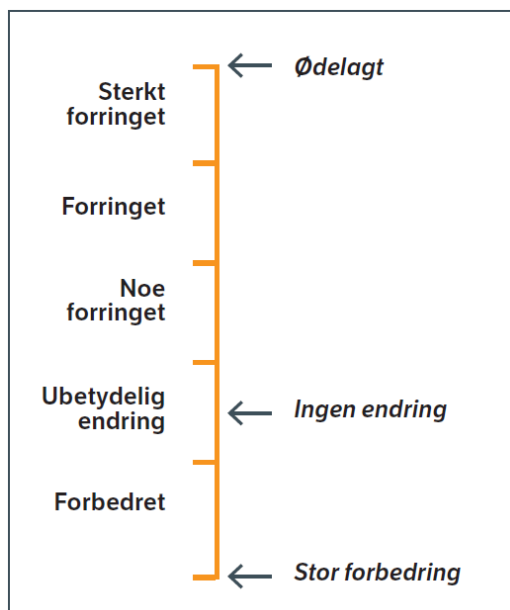 Ødelagt
Sterkt
forringet
Forringet
Noe
forringet
Ubetydelig
endring
Ingen endring
Forbedret
Stor forbedring